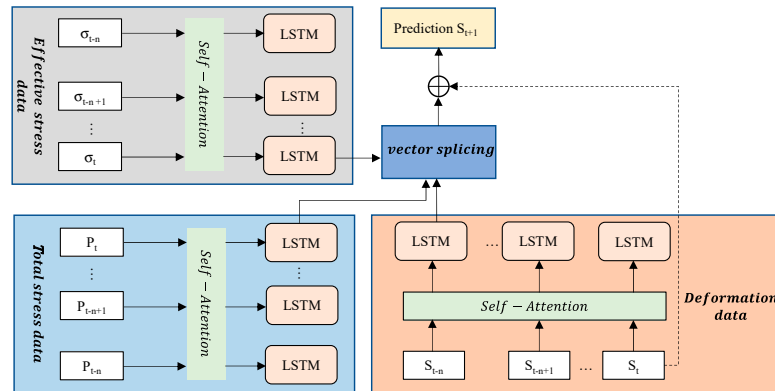 Effective stress
data
σt-n
σt-n+1
⋮
σt
Self-Attention
LSTM
LSTM
⋮
LSTM
Prediction St+1
vector splicing
Total stress data
Pt
⋮
Pt-n+1
Pt-n
Self-Attention
LSTM
⋮
LSTM
LSTM
LSTM
...
LSTM
LSTM
Self-Attention
Deformation
data
St-n
St-n+1
...
St